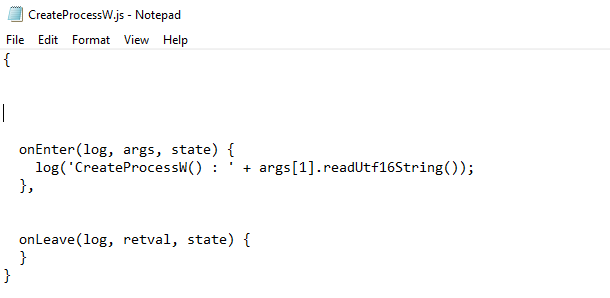 CreateProcessW.js - Notepad
File Edit Format View Help
{
onEnter(log, args, state) {
log('CreateProcessW() : ' + args[1].readUtf16String());
},
onLeave(log, retval, state) {
}
}